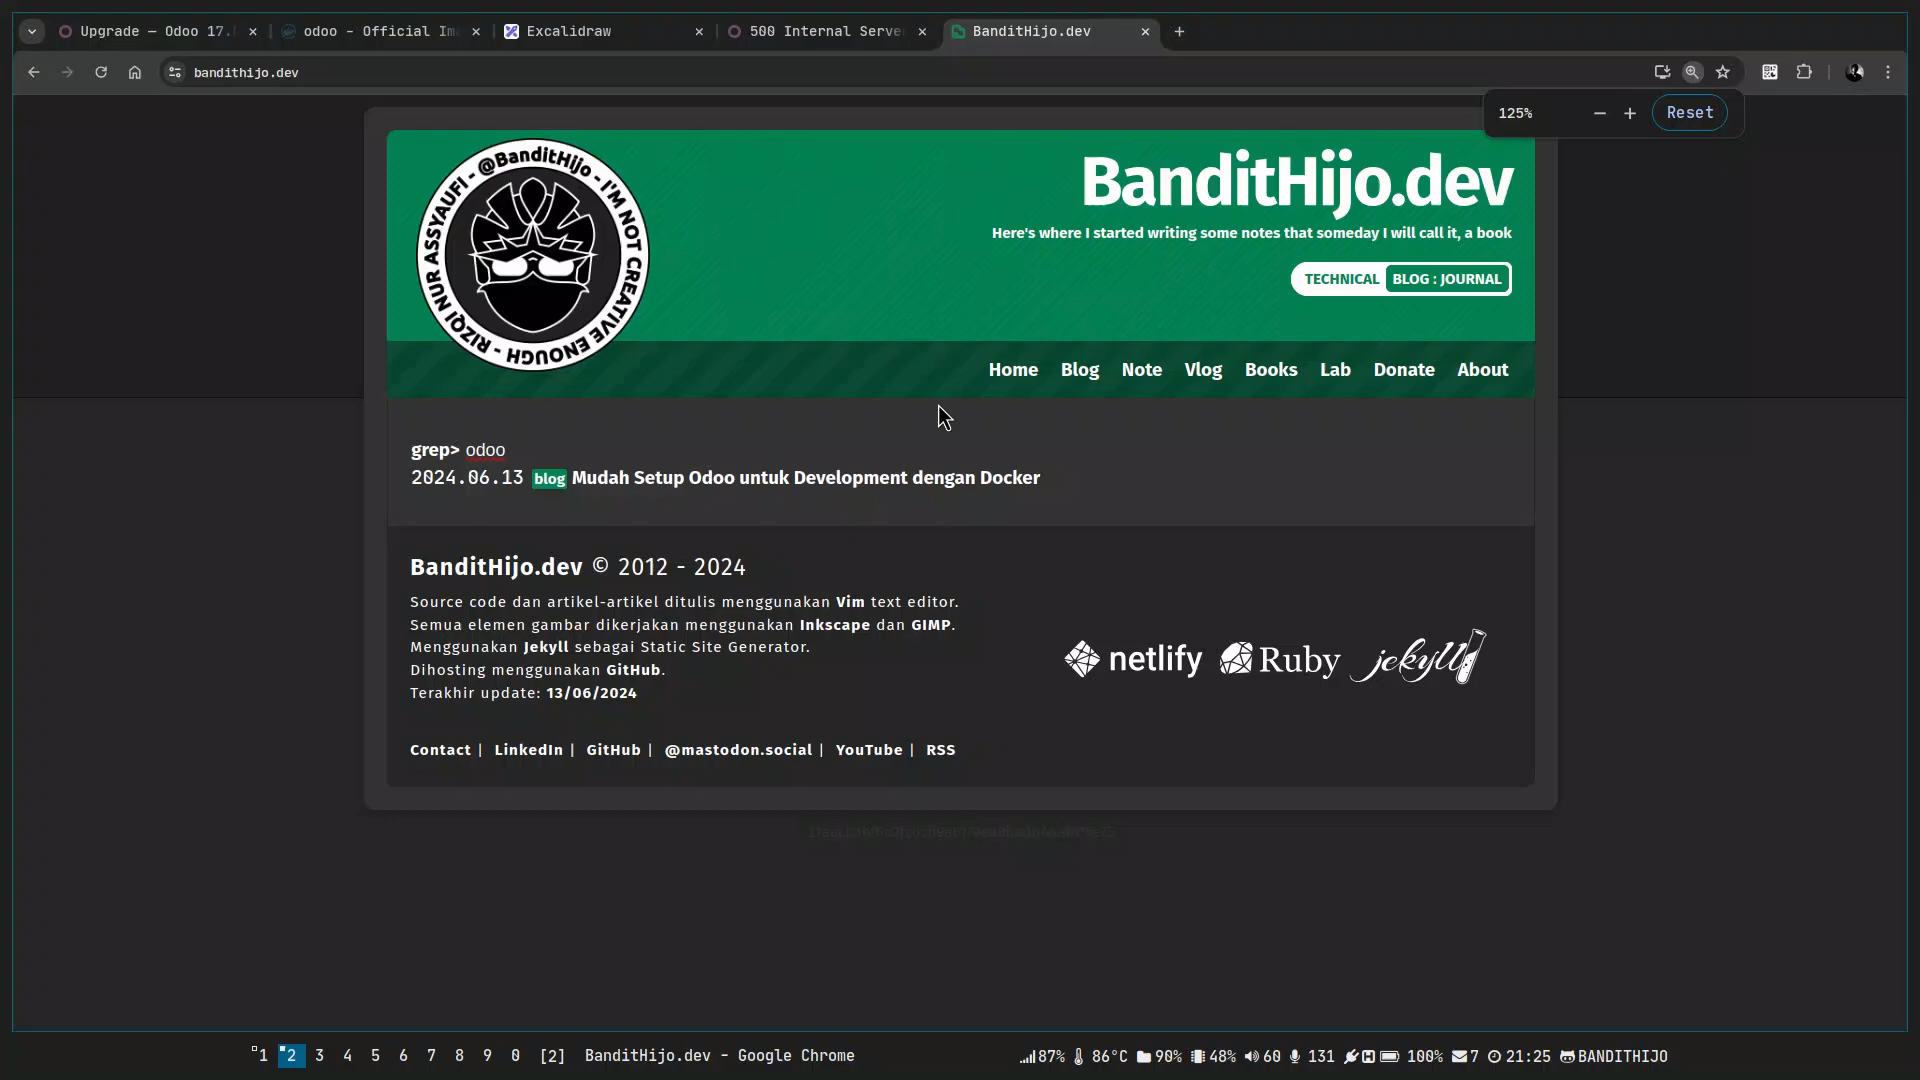 Upgrade — Odoo 17.
odoo - Official Im
Excalidraw
500 Internal Serve
BanditHijo.dev
bandithijo.dev
125%
Reset
@BanditHijo - I'M NOT CREATIVE ENOUGH - RIZQI NUR ASSYAUFI -
BanditHijo.dev
Here's where I started writing some notes that someday I will call it, a book
TECHNICAL BLOG : JOURNAL
Home Blog Note Vlog Books Lab Donate About
grep> odoo
2024.06.13 blog Mudah Setup Odoo untuk Development dengan Docker
BanditHijo.dev © 2012 - 2024
Source code dan artikel-artikel ditulis menggunakan Vim text editor.
Semua elemen gambar dikerjakan menggunakan Inkscape dan GIMP.
Menggunakan Jekyll sebagai Static Site Generator.
Dihosting menggunakan GitHub.
Terakhir update: 13/06/2024
netlify Ruby jekyll
Contact | LinkedIn | GitHub | @mastodon.social | YouTube | RSS
1 2 3 4 5 6 7 8 9 0 [2] BanditHijo.dev - Google Chrome
87% 86°C 90% 48% 60 131 100% 7 21:25 BANDITHIJO